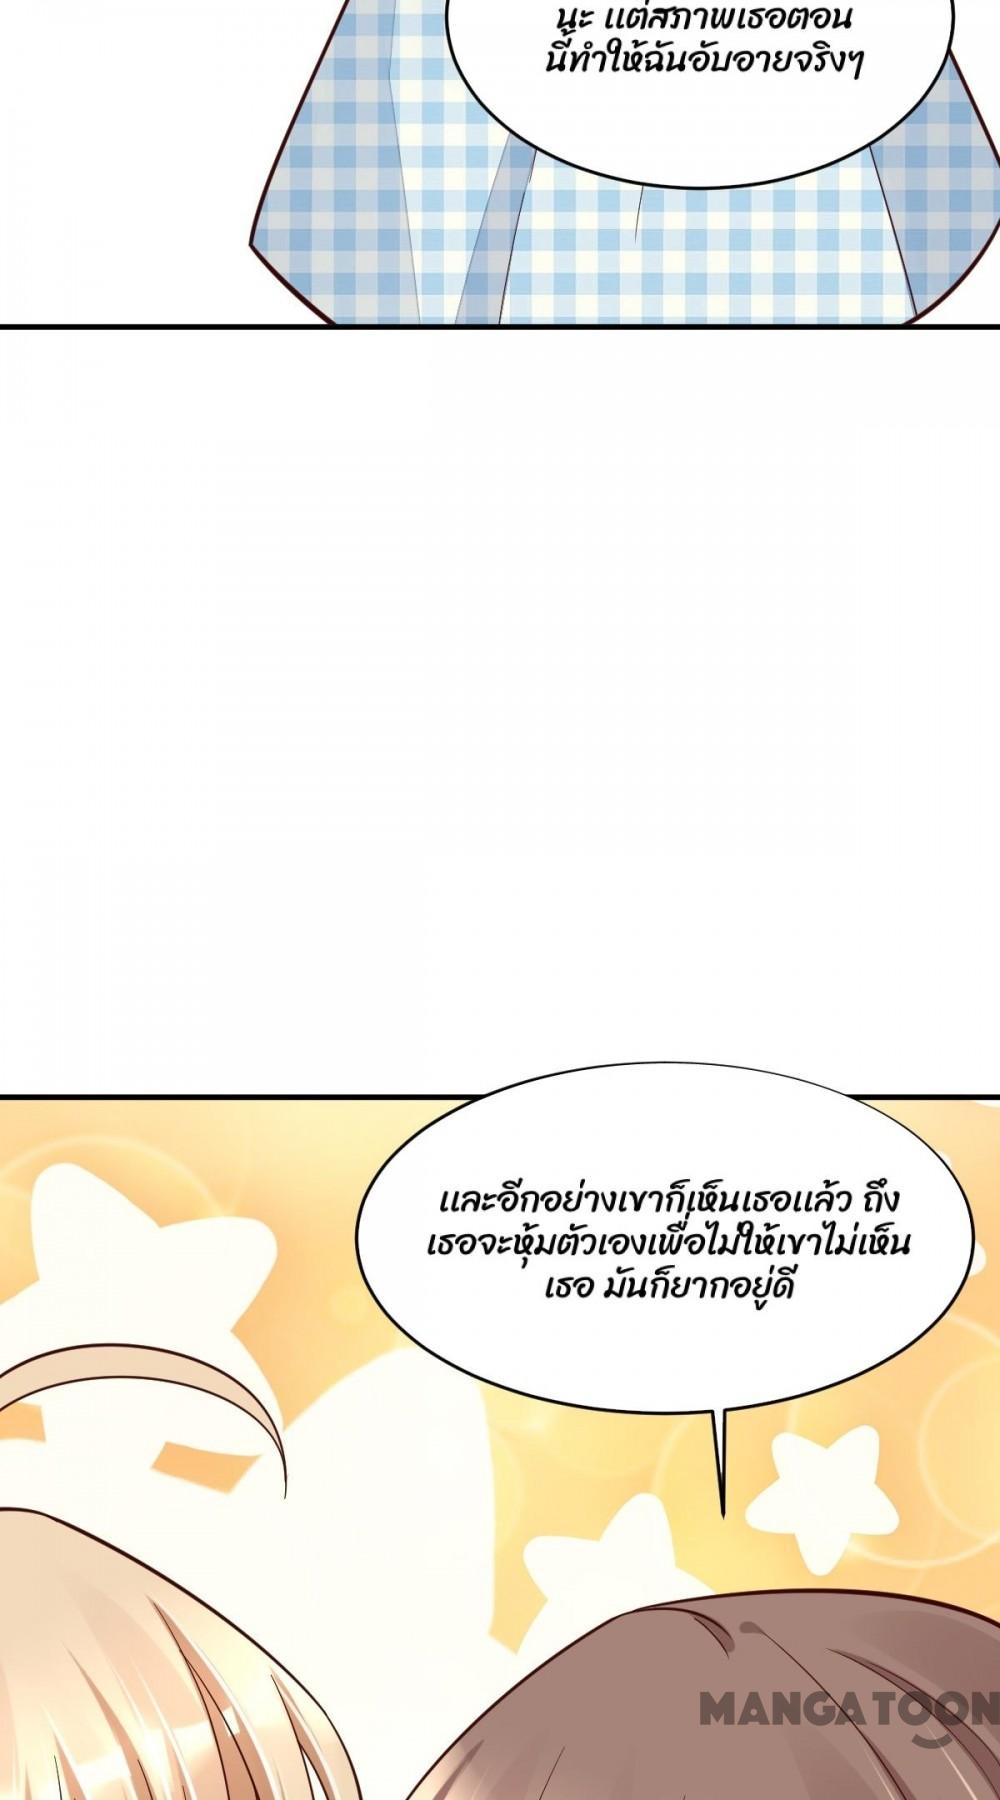 นะ แต่สภาพเธอตอน
นี้ทำให้ฉันอับอายจริงๆ
และอีกอย่างเขาก็เห็นเธอแล้ว ถึง
เธอจะหุ้มตัวเองเพื่อไม่ให้เขาไม่เห็น
เธอ มันก็ยากอยู่ดี
MANGATOON